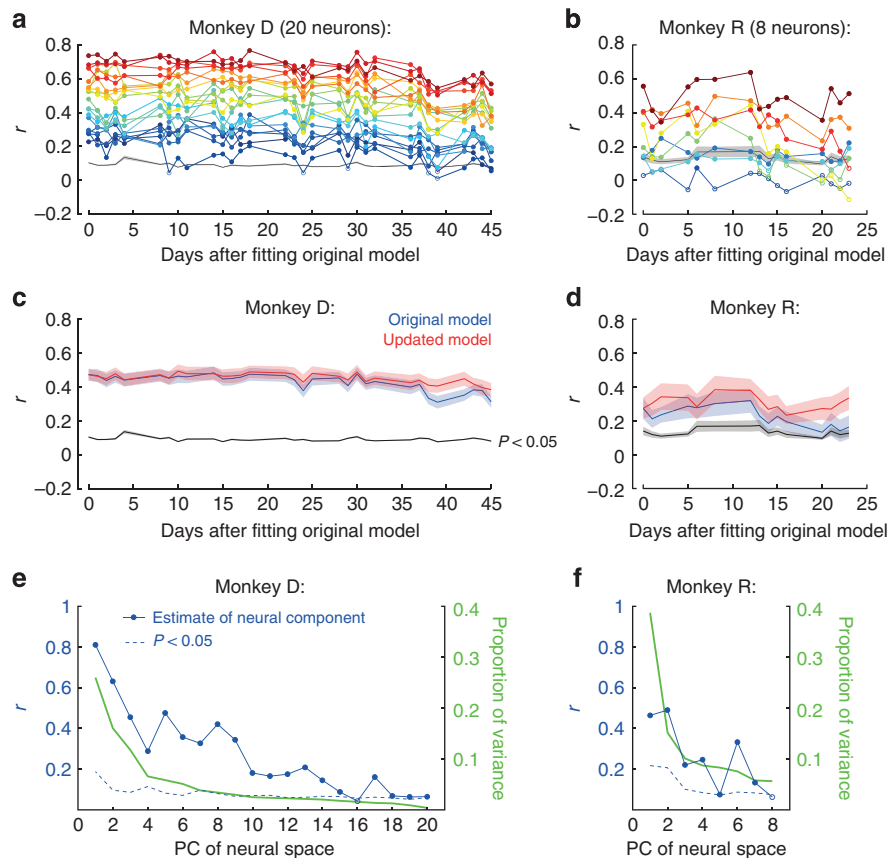 a
Monkey D (20 neurons):
0.8
0.6
0.4
0.2
0
−0.2
r
0 5 10 15 20 25 30 35 40 45
Days after fitting original model
b
Monkey R (8 neurons):
0.8
0.6
0.4
0.2
0
−0.2
r
0 5 10 15 20 25
Days after fitting original model
c
Monkey D:
Original model
Updated model
0.8
0.6
0.4
0.2
0
−0.2
r
P < 0.05
0 5 10 15 20 25 30 35 40 45
Days after fitting original model
d
Monkey R:
0.8
0.6
0.4
0.2
0
−0.2
r
0 5 10 15 20 25
Days after fitting original model
e
Monkey D:
Estimate of neural component
P < 0.05
1
0.8
0.6
0.4
0.2
r
0.4
0.3
0.2
0.1
Proportion of variance
0 2 4 6 8 10 12 14 16 18 20
PC of neural space
f
Monkey R:
1
0.8
0.6
0.4
0.2
r
0.4
0.3
0.2
0.1
Proportion of variance
0 2 4 6 8
PC of neural space